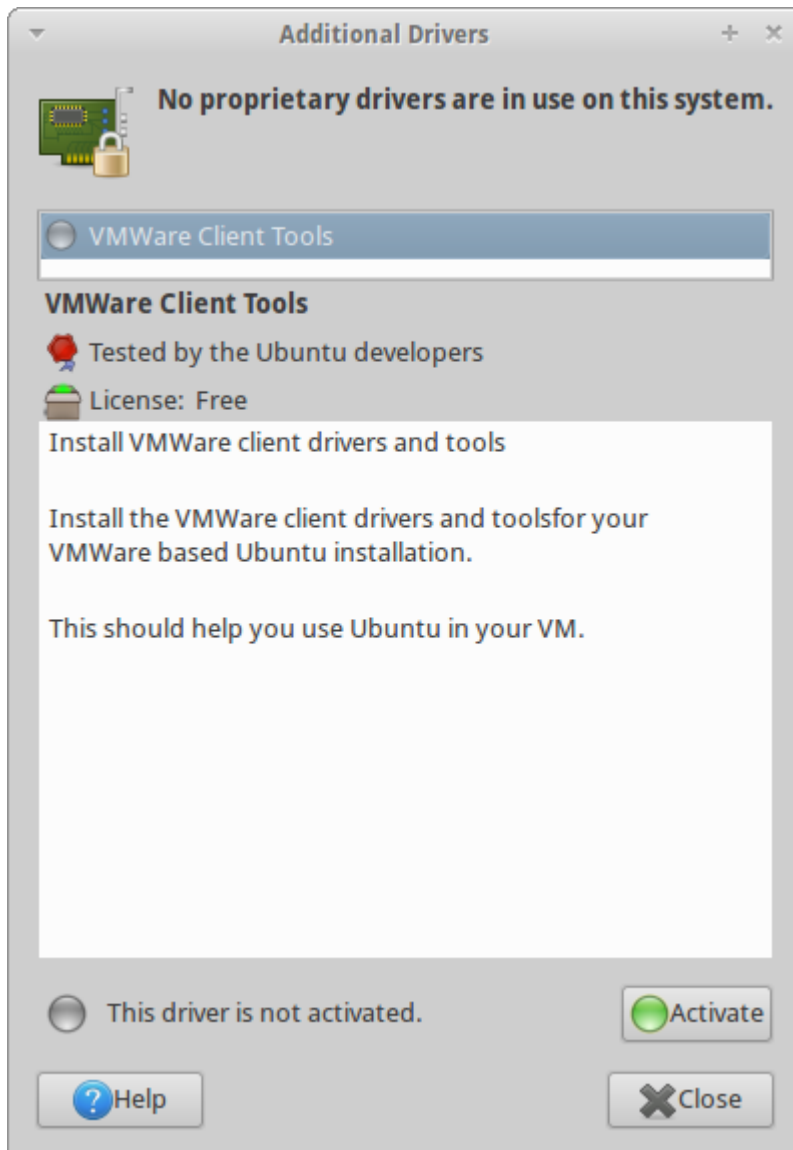 Additional Drivers
No proprietary drivers are in use on this system.
VMWare Client Tools
VMWare Client Tools
Tested by the Ubuntu developers
License: Free
Install VMWare client drivers and tools
Install the VMWare client drivers and toolsfor your
VMWare based Ubuntu installation.
This should help you use Ubuntu in your VM.
This driver is not activated.
Activate
Help
Close